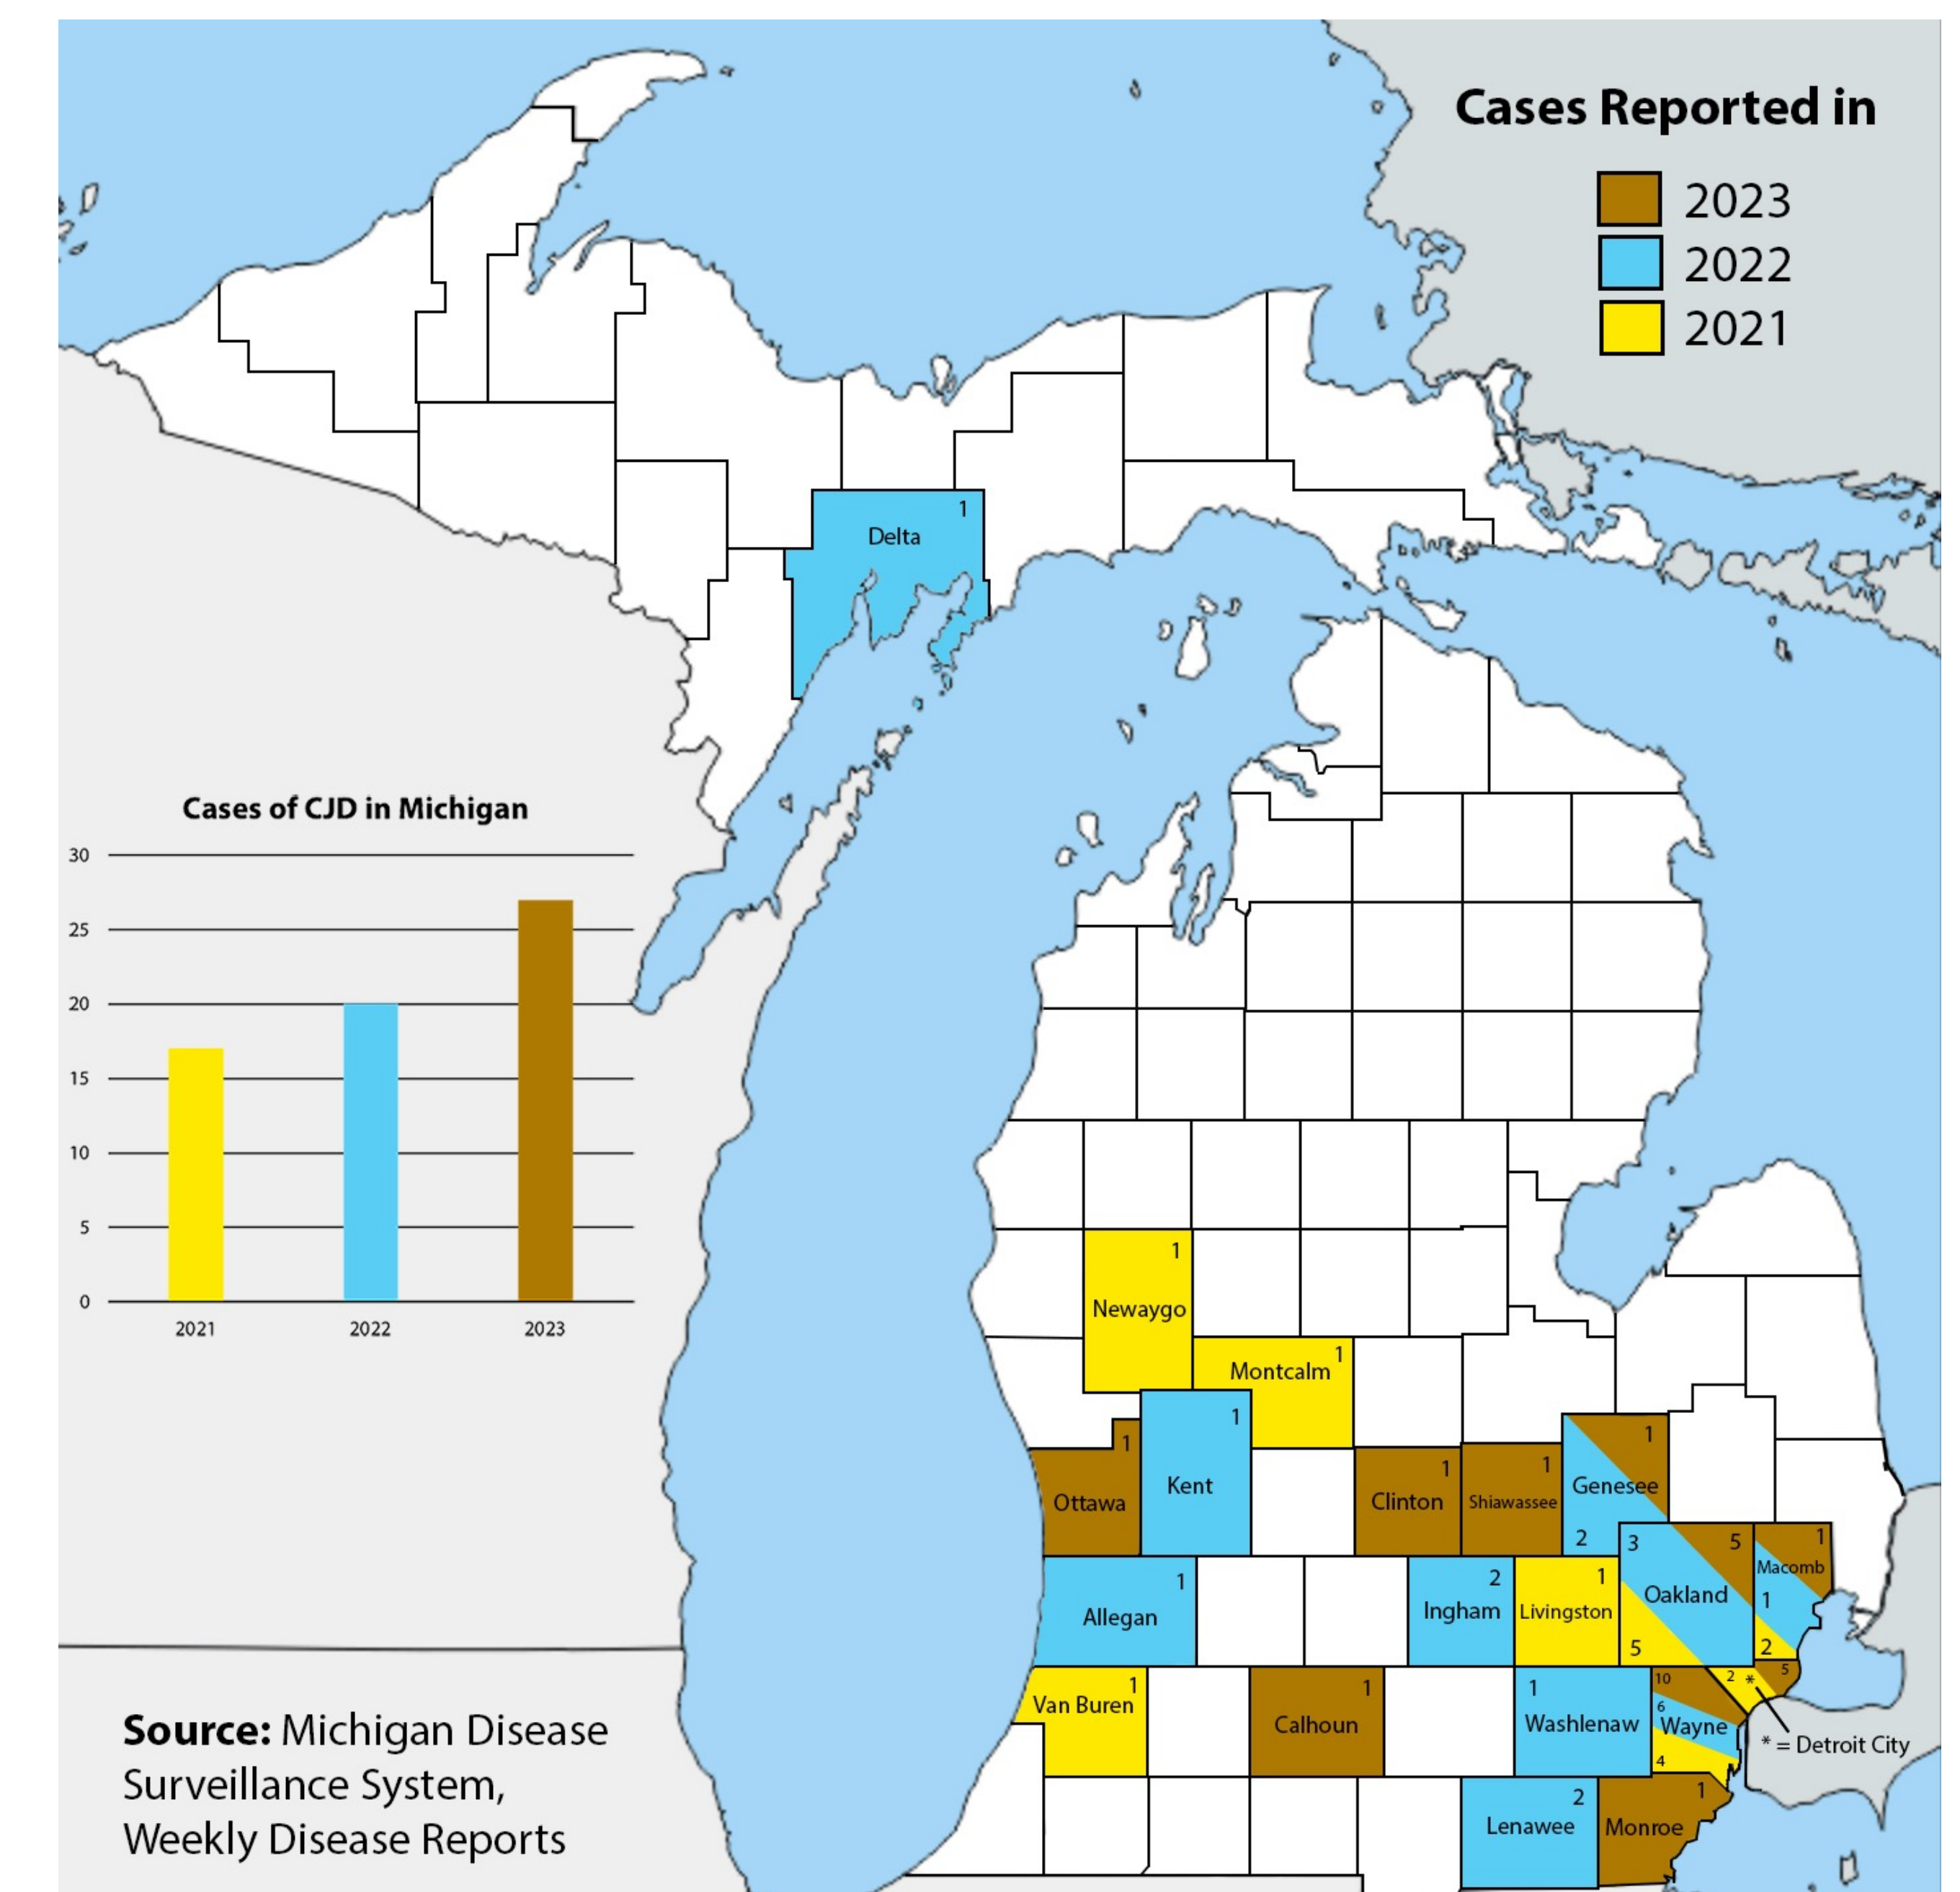 Cases Reported in
2023
2022
2021
1
Delta
Cases of CJD in Michigan
30
25
20
15
10
5
0
2021
2022
2023
1
Newaygo
1
Montcalm
1
Kent
1
Ottawa
1
Clinton
1
Shiawassee
1
Genesee
2
3
5
Oakland
5
1
Macomb
1
2
1
Allegan
2
Ingham
1
Livingston
1
Van Buren
1
Calhoun
1
Washlenaw
10
6
Wayne
4
2 * 5
* = Detroit City
2
Lenawee
1
Monroe
Source: Michigan Disease
Surveillance System,
Weekly Disease Reports